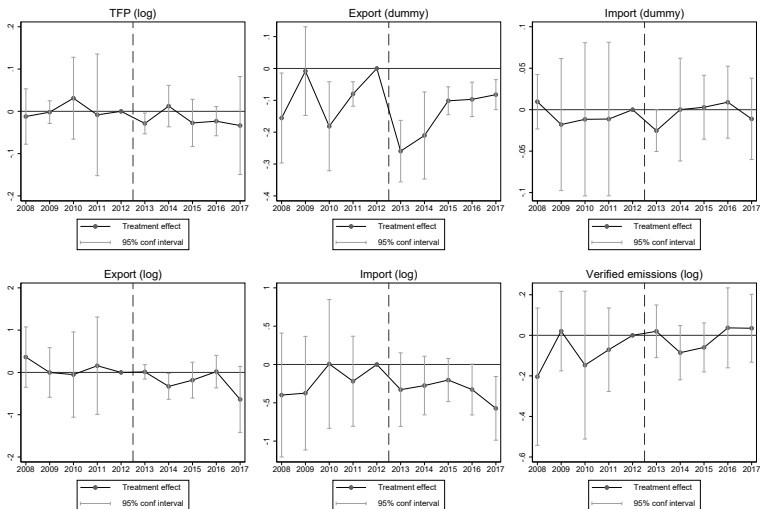 TFP (log)
.2
.1
0
-.1
-.2
2008 2009 2010 2011 2012 2013 2014 2015 2016 2017
Treatment effect
95% conf interval
Export (dummy)
.1
0
-.1
-.2
-.3
-.4
2008 2009 2010 2011 2012 2013 2014 2015 2016 2017
Treatment effect
95% conf interval
Import (dummy)
.1
.05
0
-.05
-.1
2008 2009 2010 2011 2012 2013 2014 2015 2016 2017
Treatment effect
95% conf interval
Export (log)
2
1
0
-1
-2
2008 2009 2010 2011 2012 2013 2014 2015 2016 2017
Treatment effect
95% conf interval
Import (log)
1
.5
0
-.5
-1
2008 2009 2010 2011 2012 2013 2014 2015 2016 2017
Treatment effect
95% conf interval
Verified emissions (log)
.2
0
-.2
-.4
-.6
2008 2009 2010 2011 2012 2013 2014 2015 2016 2017
Treatment effect
95% conf interval